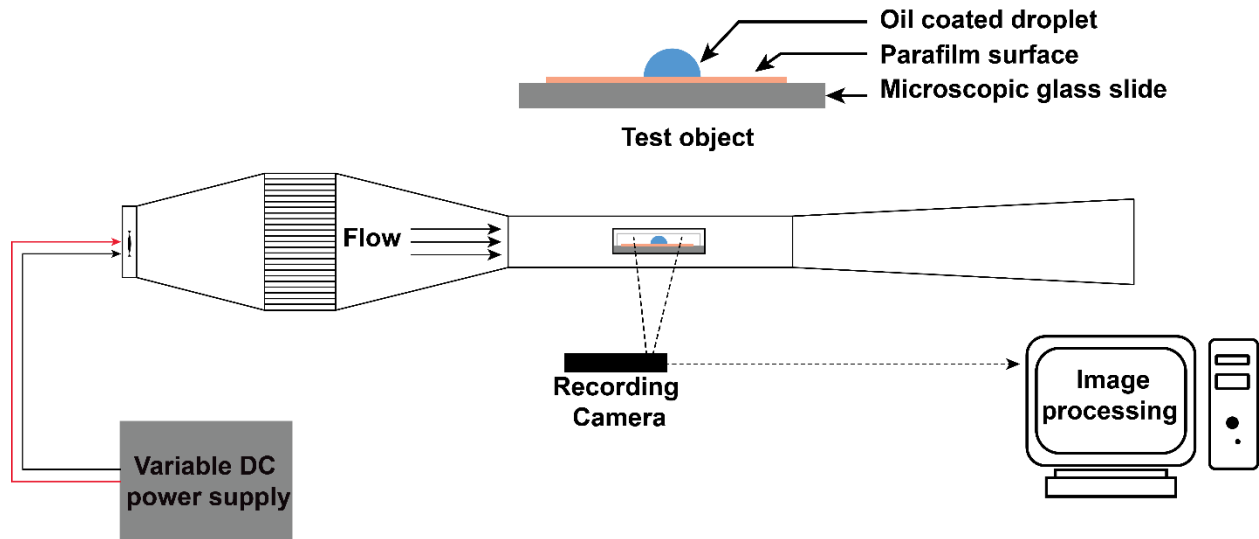 Oil coated droplet
Parafilm surface
Microscopic glass slide
Test object
Flow
Recording
Camera
Image
processing
Variable DC
power supply